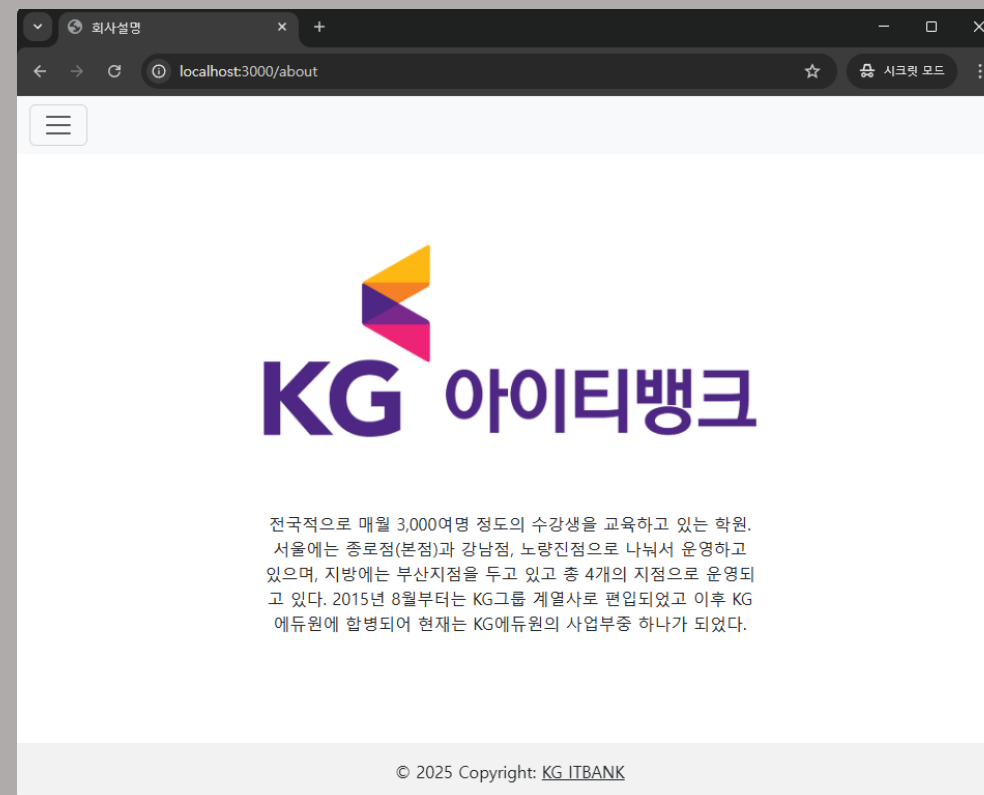 회사설명
localhost:3000/about
시크릿 모드
KG 아이티뱅크
전국적으로 매월 3,000여명 정도의 수강생을 교육하고 있는 학원.
서울에는 종로점(본점)과 강남점, 노량진점으로 나눠서 운영하고
있으며, 지방에는 부산지점을 두고 있고 총 4개의 지점으로 운영되
고 있다. 2015년 8월부터는 KG그룹 계열사로 편입되었고 이후 KG
에듀원에 합병되어 현재는 KG에듀원의 사업부중 하나가 되었다.
© 2025 Copyright: KG ITBANK